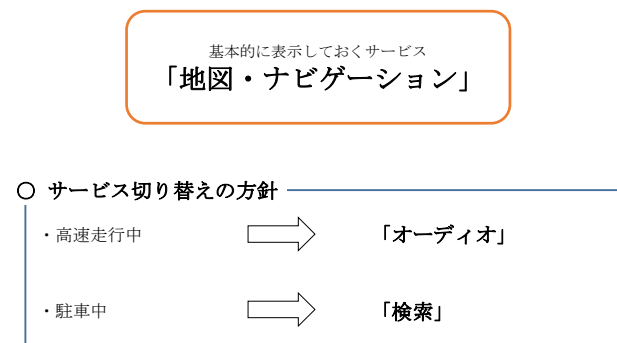 基本的に表示しておくサービス
「地図・ナビゲーション」
〇 サービス切り替えの方針
・高速走行中 「オーディオ」
・駐車中 「検索」